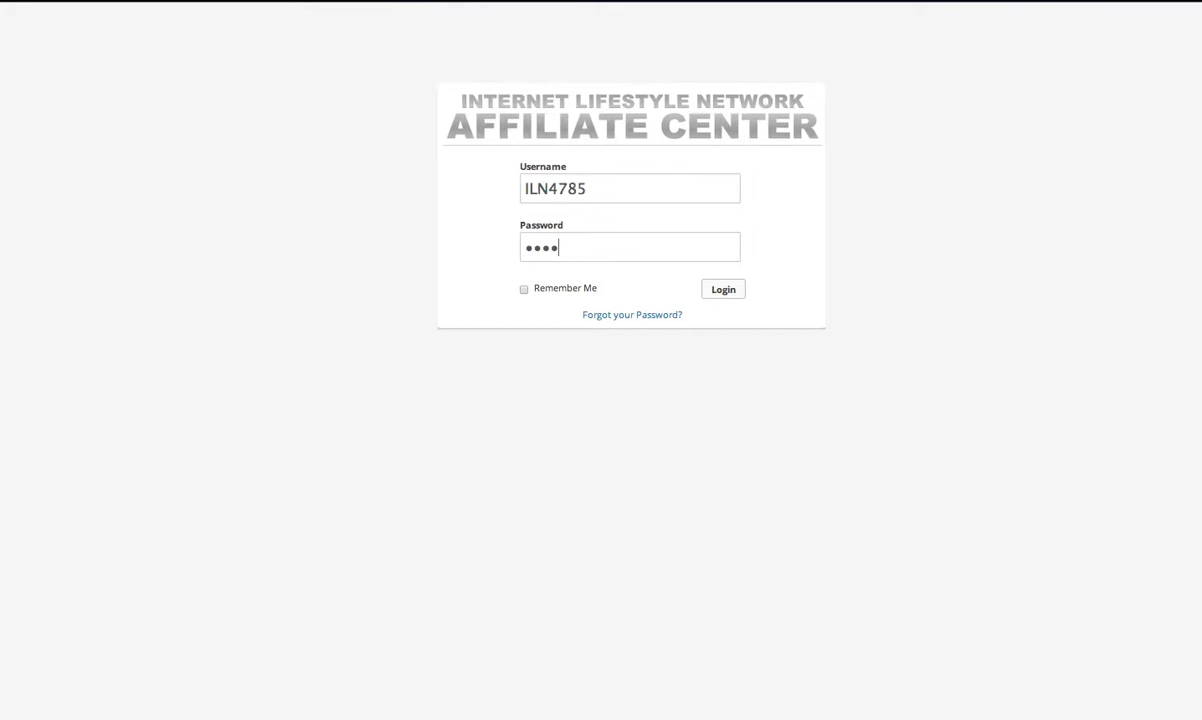 INTERNET LIFESTYLE NETWORK
AFFILIATE CENTER
Username
ILN4785
Password
••••
Remember Me
Login
Forgot your Password?